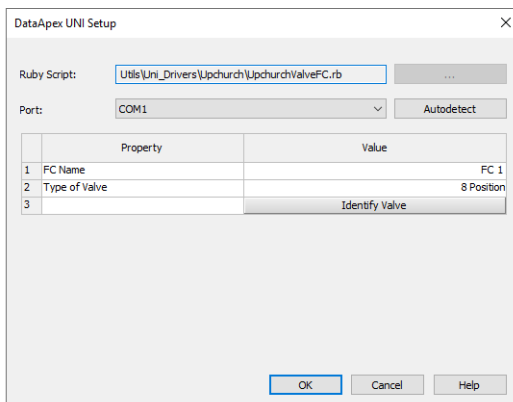 DataApex UNI Setup
Ruby Script: Utils\Uni_Drivers\Upchurch\UpchurchValveFC.rb ...
Port: COM1 Autodetect
Property Value
1 FC Name FC 1
2 Type of Valve 8 Position
3 Identify Valve
OK Cancel Help